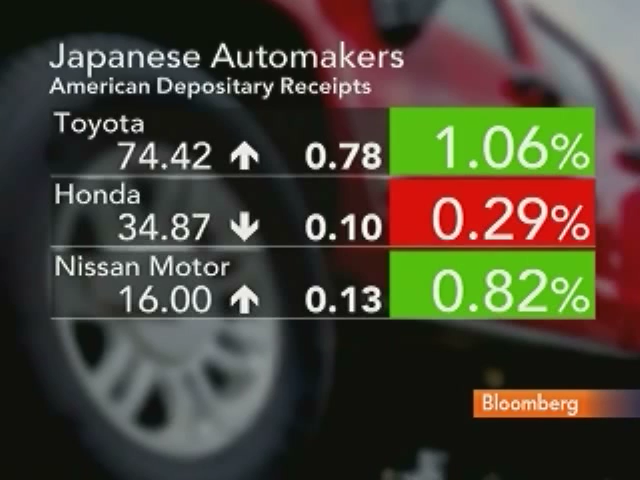 Japanese Automakers
American Depositary Receipts
Toyota
74.42 ↑ 0.78 1.06%
Honda
34.87 ↓ 0.10 0.29%
Nissan Motor
16.00 ↑ 0.13 0.82%
Bloomberg